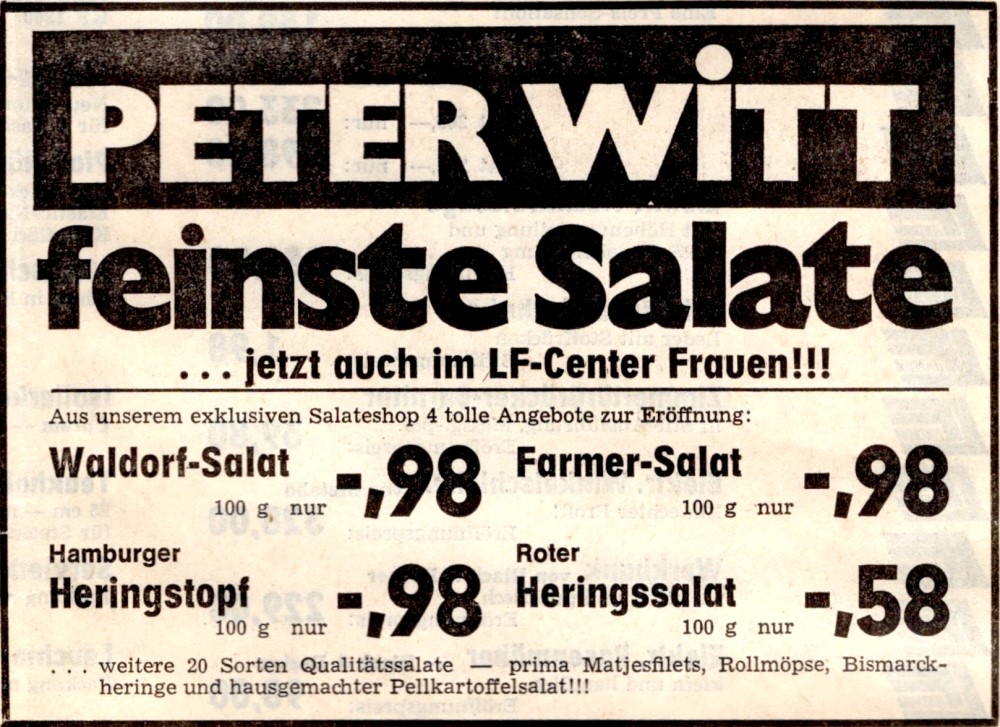 PETER WiTT
feinste Salate
... jetzt auch im LF-Center Frauen!!!
Aus unserem exklusiven Salateshop 4 tolle Angebote zur Eröffnung:
Waldorf-Salat
100 g nur -,98
Farmer-Salat
100 g nur -,98
Hamburger
Heringstopf
100 g nur -,98
Roter
Heringssalat
100 g nur -,58
weitere 20 Sorten Qualitätssalate — prima Matjesfilets, Rollmöpse, Bismarck-
heringe und hausgemachter Pellkartoffelsalat!!!